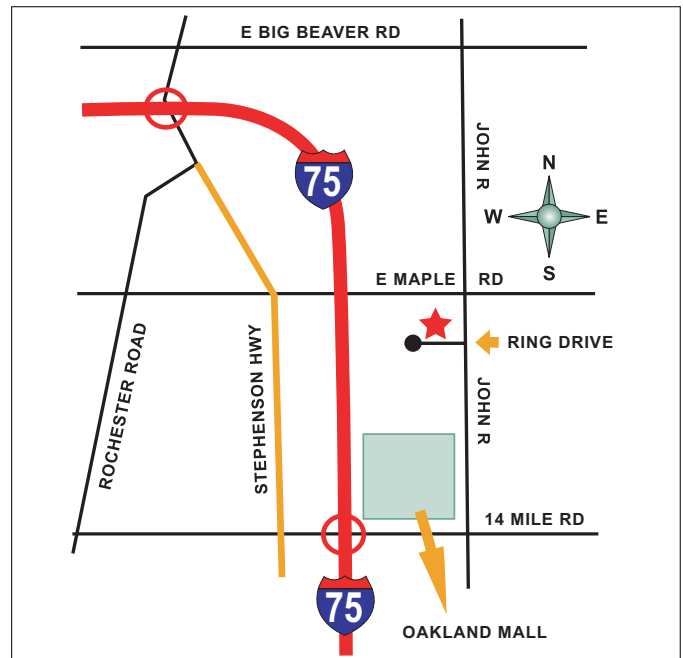 E BIG BEAVER RD
JOHN R
75
N
W E
S
E MAPLE RD
RING DRIVE
ROCHESTER ROAD
STEPHENSON HWY
JOHN R
14 MILE RD
75
OAKLAND MALL